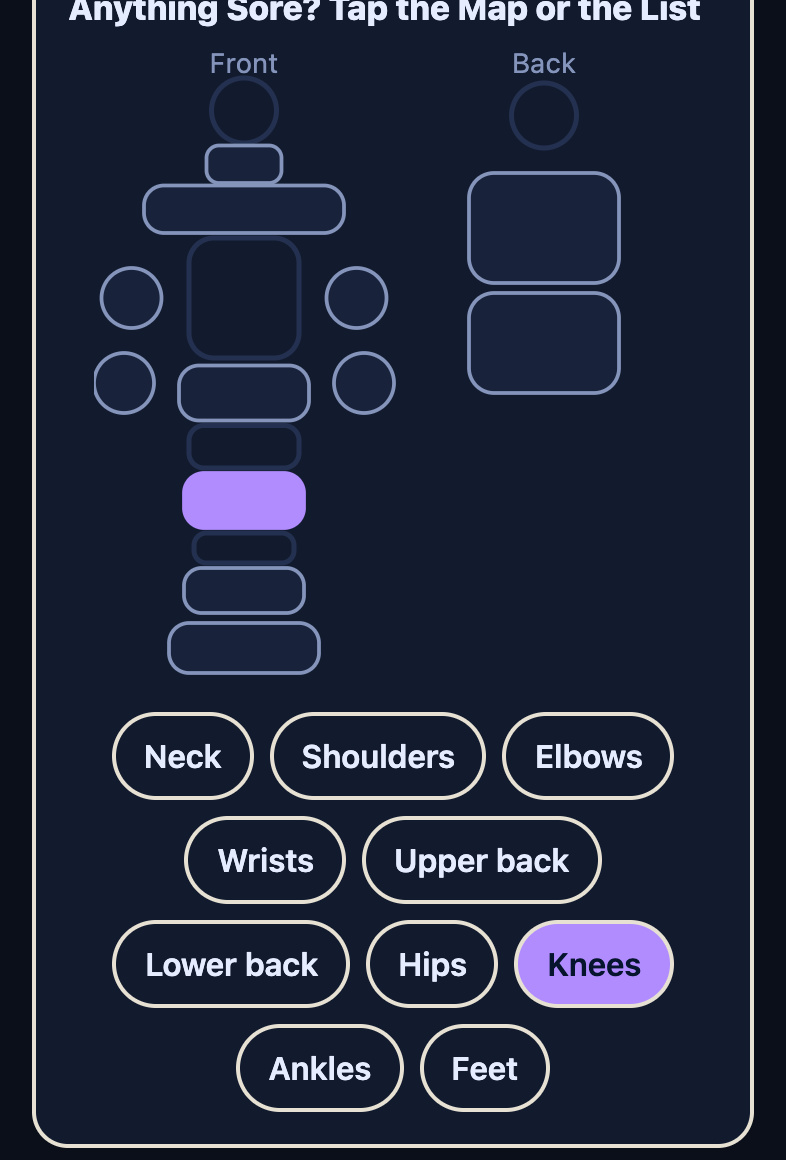 Anything Sore? Tap the Map or the List
Front
Back
Neck
Shoulders
Elbows
Wrists
Upper back
Lower back
Hips
Knees
Ankles
Feet